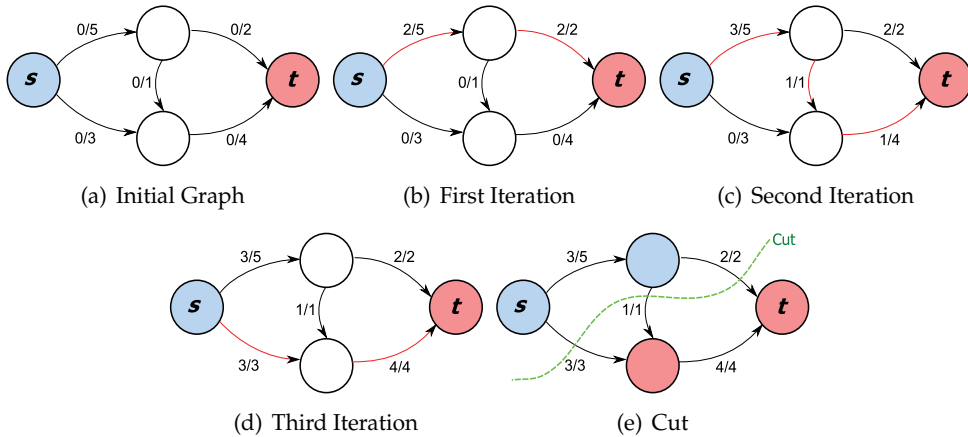 0/5 0/2
s 0/1 t
0/3 0/4
(a) Initial Graph
2/5 2/2
s 0/1 t
0/3 0/4
(b) First Iteration
3/5 2/2
s 1/1 t
0/3 1/4
(c) Second Iteration
3/5 2/2
s 1/1 t
3/3 4/4
(d) Third Iteration
Cut
3/5 2/2
s 1/1 t
3/3 4/4
(e) Cut